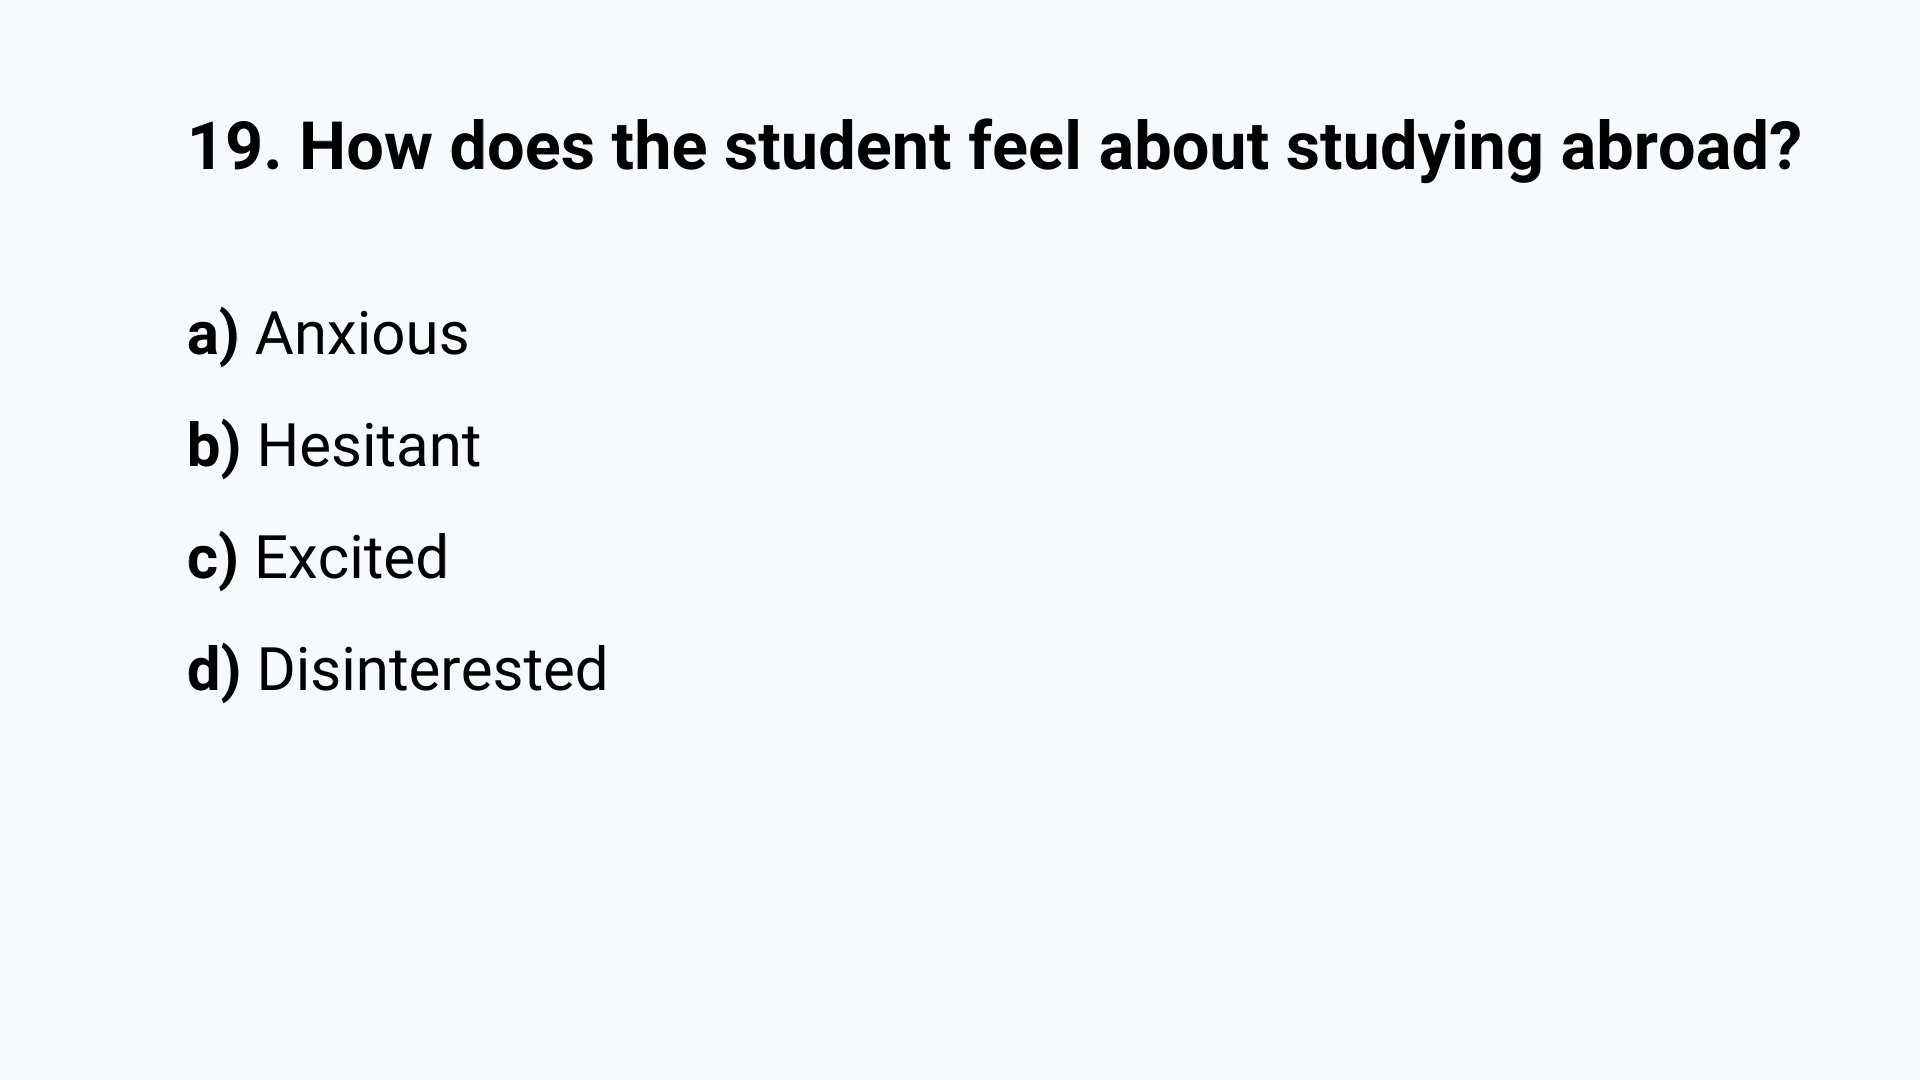 19. How does the student feel about studying abroad?
a) Anxious
b) Hesitant
c) Excited
d) Disinterested